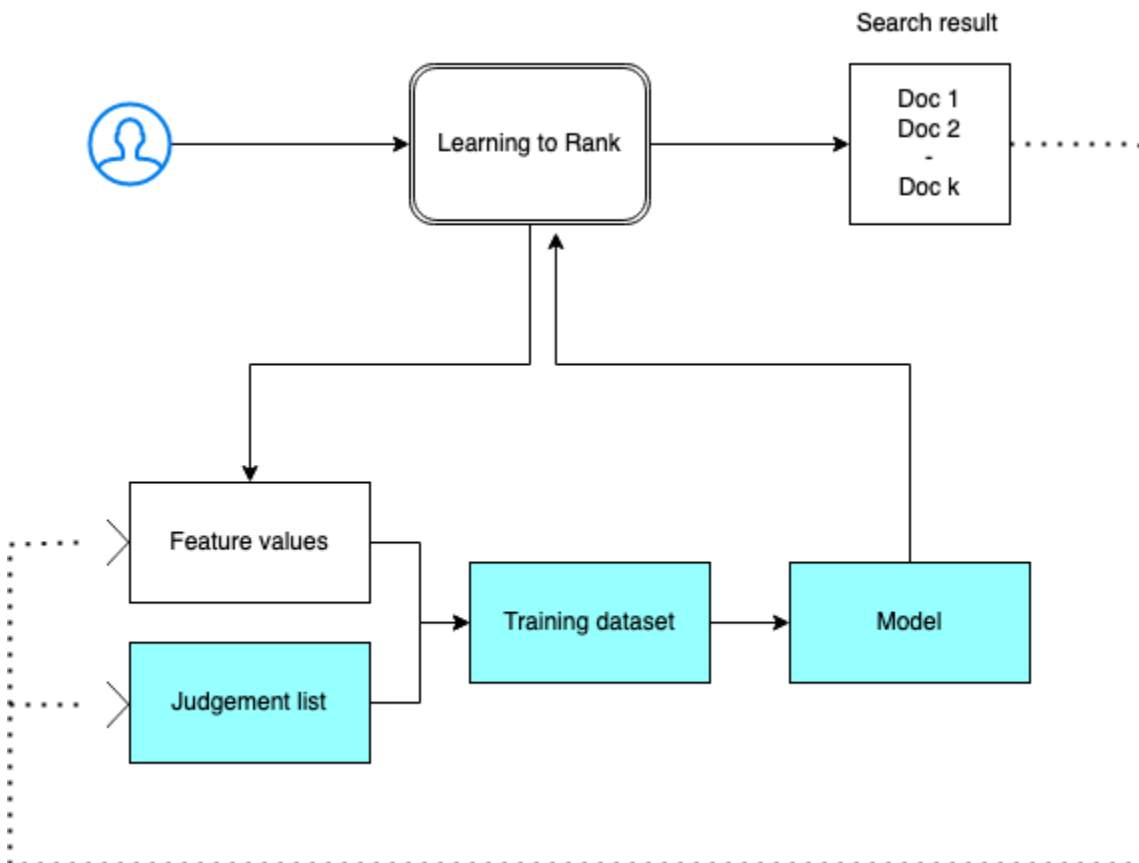 Search result
Learning to Rank
Doc 1
Doc 2
-
Doc k
Feature values
Judgement list
Training dataset
Model